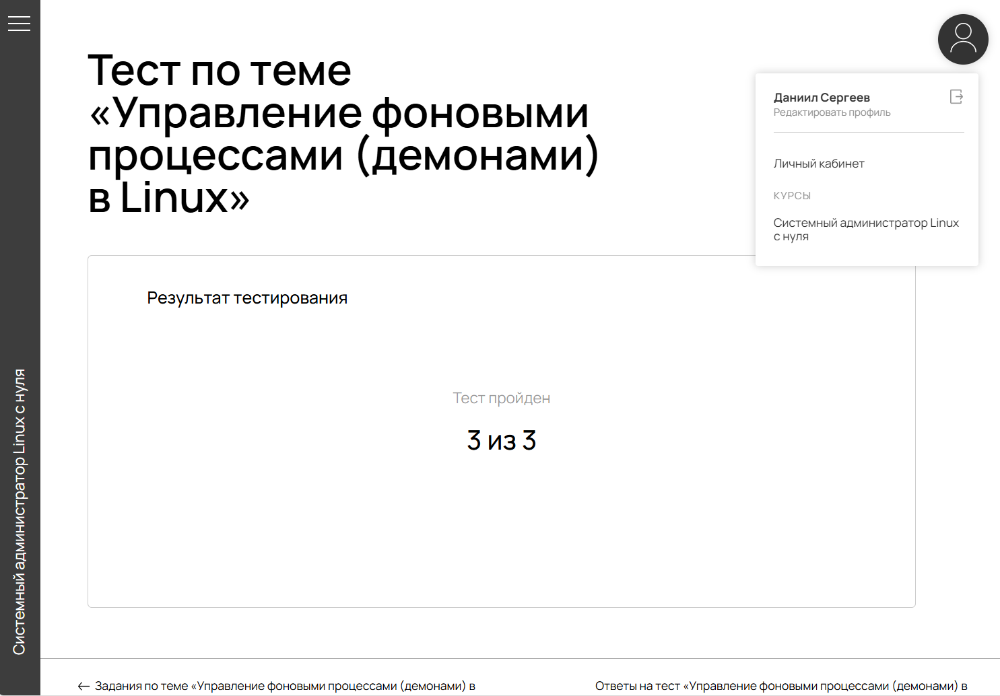 Тест по теме
«Управление фоновыми
процессами (демонами)
в Linux»
Даниил Сергеев
Редактировать профиль
Личный кабинет
КУРСЫ
Системный администратор Linux
с нуля
Результат тестирования
Тест пройден
3 из 3
Системный администратор Linux с нуля
← Задания по теме «Управление фоновыми процессами (демонами) в
Ответы на тест «Управление фоновыми процессами (демонами) в